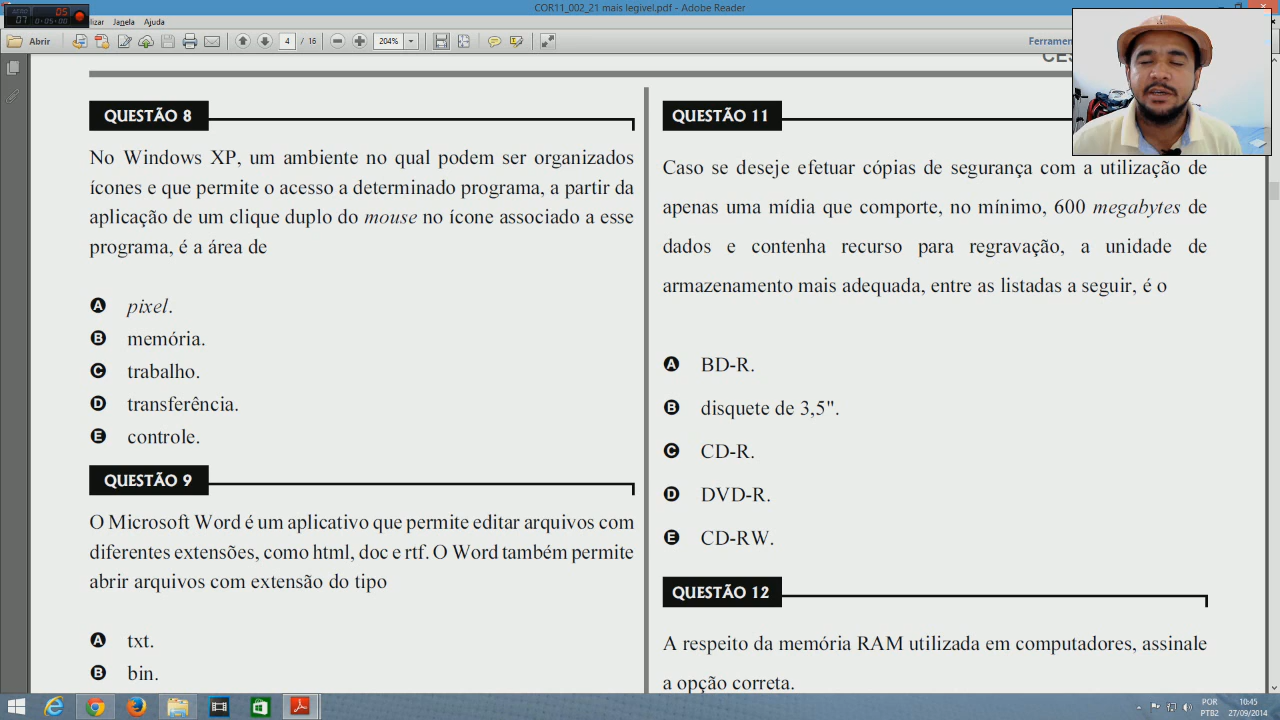 COR11_002_21 mais legivel.pdf - Adobe Reader
05
07 0:05:00
Janela Ajuda
Abrir
4 / 16
204%
CES
QUESTÃO 8
No Windows XP, um ambiente no qual podem ser organizados
ícones e que permite o acesso a determinado programa, a partir da
aplicação de um clique duplo do mouse no ícone associado a esse
programa, é a área de
A pixel.
B memória.
C trabalho.
D transferência.
E controle.
QUESTÃO 9
O Microsoft Word é um aplicativo que permite editar arquivos com
diferentes extensões, como html, doc e rtf. O Word também permite
abrir arquivos com extensão do tipo
A txt.
B bin.
QUESTÃO 11
Caso se deseje efetuar cópias de segurança com a utilização de
apenas uma mídia que comporte, no mínimo, 600 megabytes de
dados e contenha recurso para regravação, a unidade de
armazenamento mais adequada, entre as listadas a seguir, é o
A BD-R.
B disquete de 3,5".
C CD-R.
D DVD-R.
E CD-RW.
QUESTÃO 12
A respeito da memória RAM utilizada em computadores, assinale
a opção correta.
POR
PTB2
10:45
27/09/2014